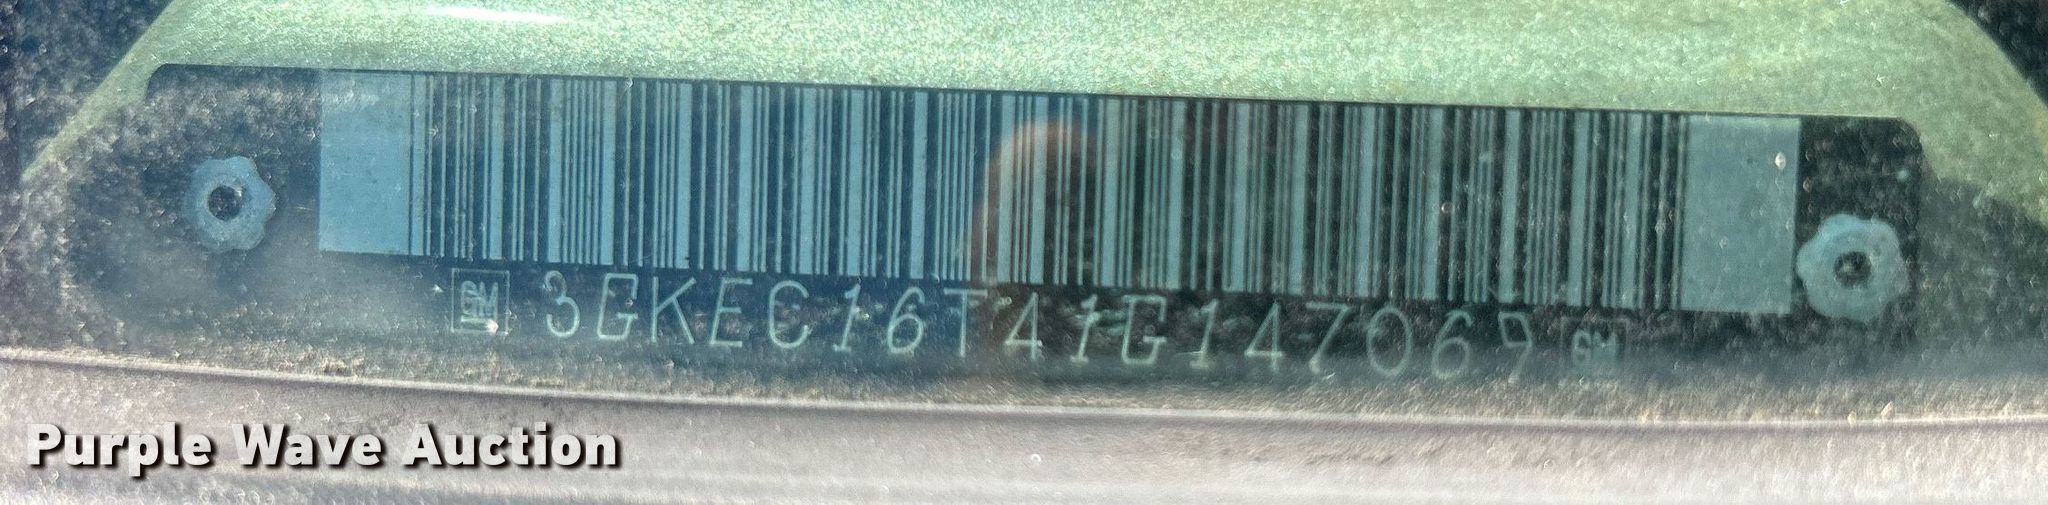 GM 3GKEC16T41G147069 GM
Purple Wave Auction